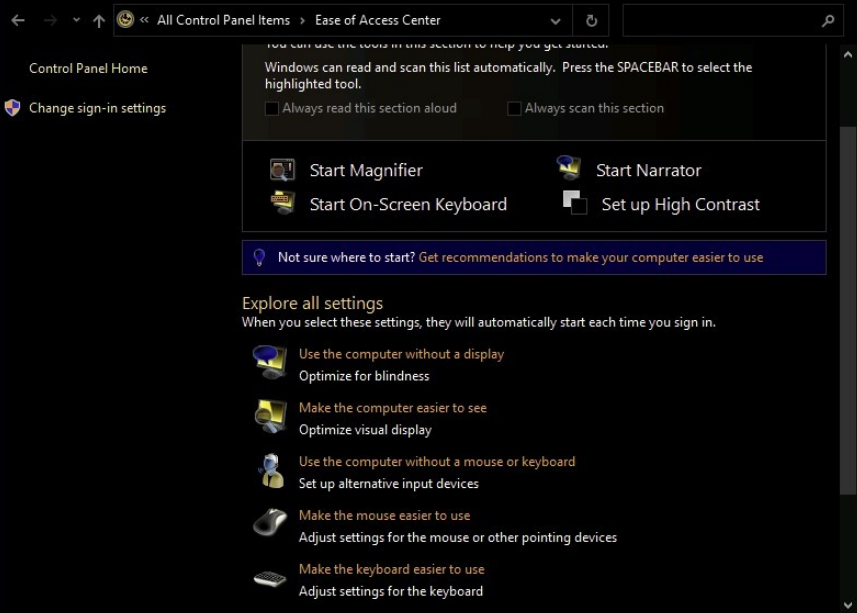 « All Control Panel Items > Ease of Access Center
Control Panel Home
Change sign-in settings
You can use the tools in this section to help you get started.
Windows can read and scan this list automatically. Press the SPACEBAR to select the
highlighted tool.
Always read this section aloud
Always scan this section
Start Magnifier
Start Narrator
Start On-Screen Keyboard
Set up High Contrast
Not sure where to start? Get recommendations to make your computer easier to use
Explore all settings
When you select these settings, they will automatically start each time you sign in.
Use the computer without a display
Optimize for blindness
Make the computer easier to see
Optimize visual display
Use the computer without a mouse or keyboard
Set up alternative input devices
Make the mouse easier to use
Adjust settings for the mouse or other pointing devices
Make the keyboard easier to use
Adjust settings for the keyboard